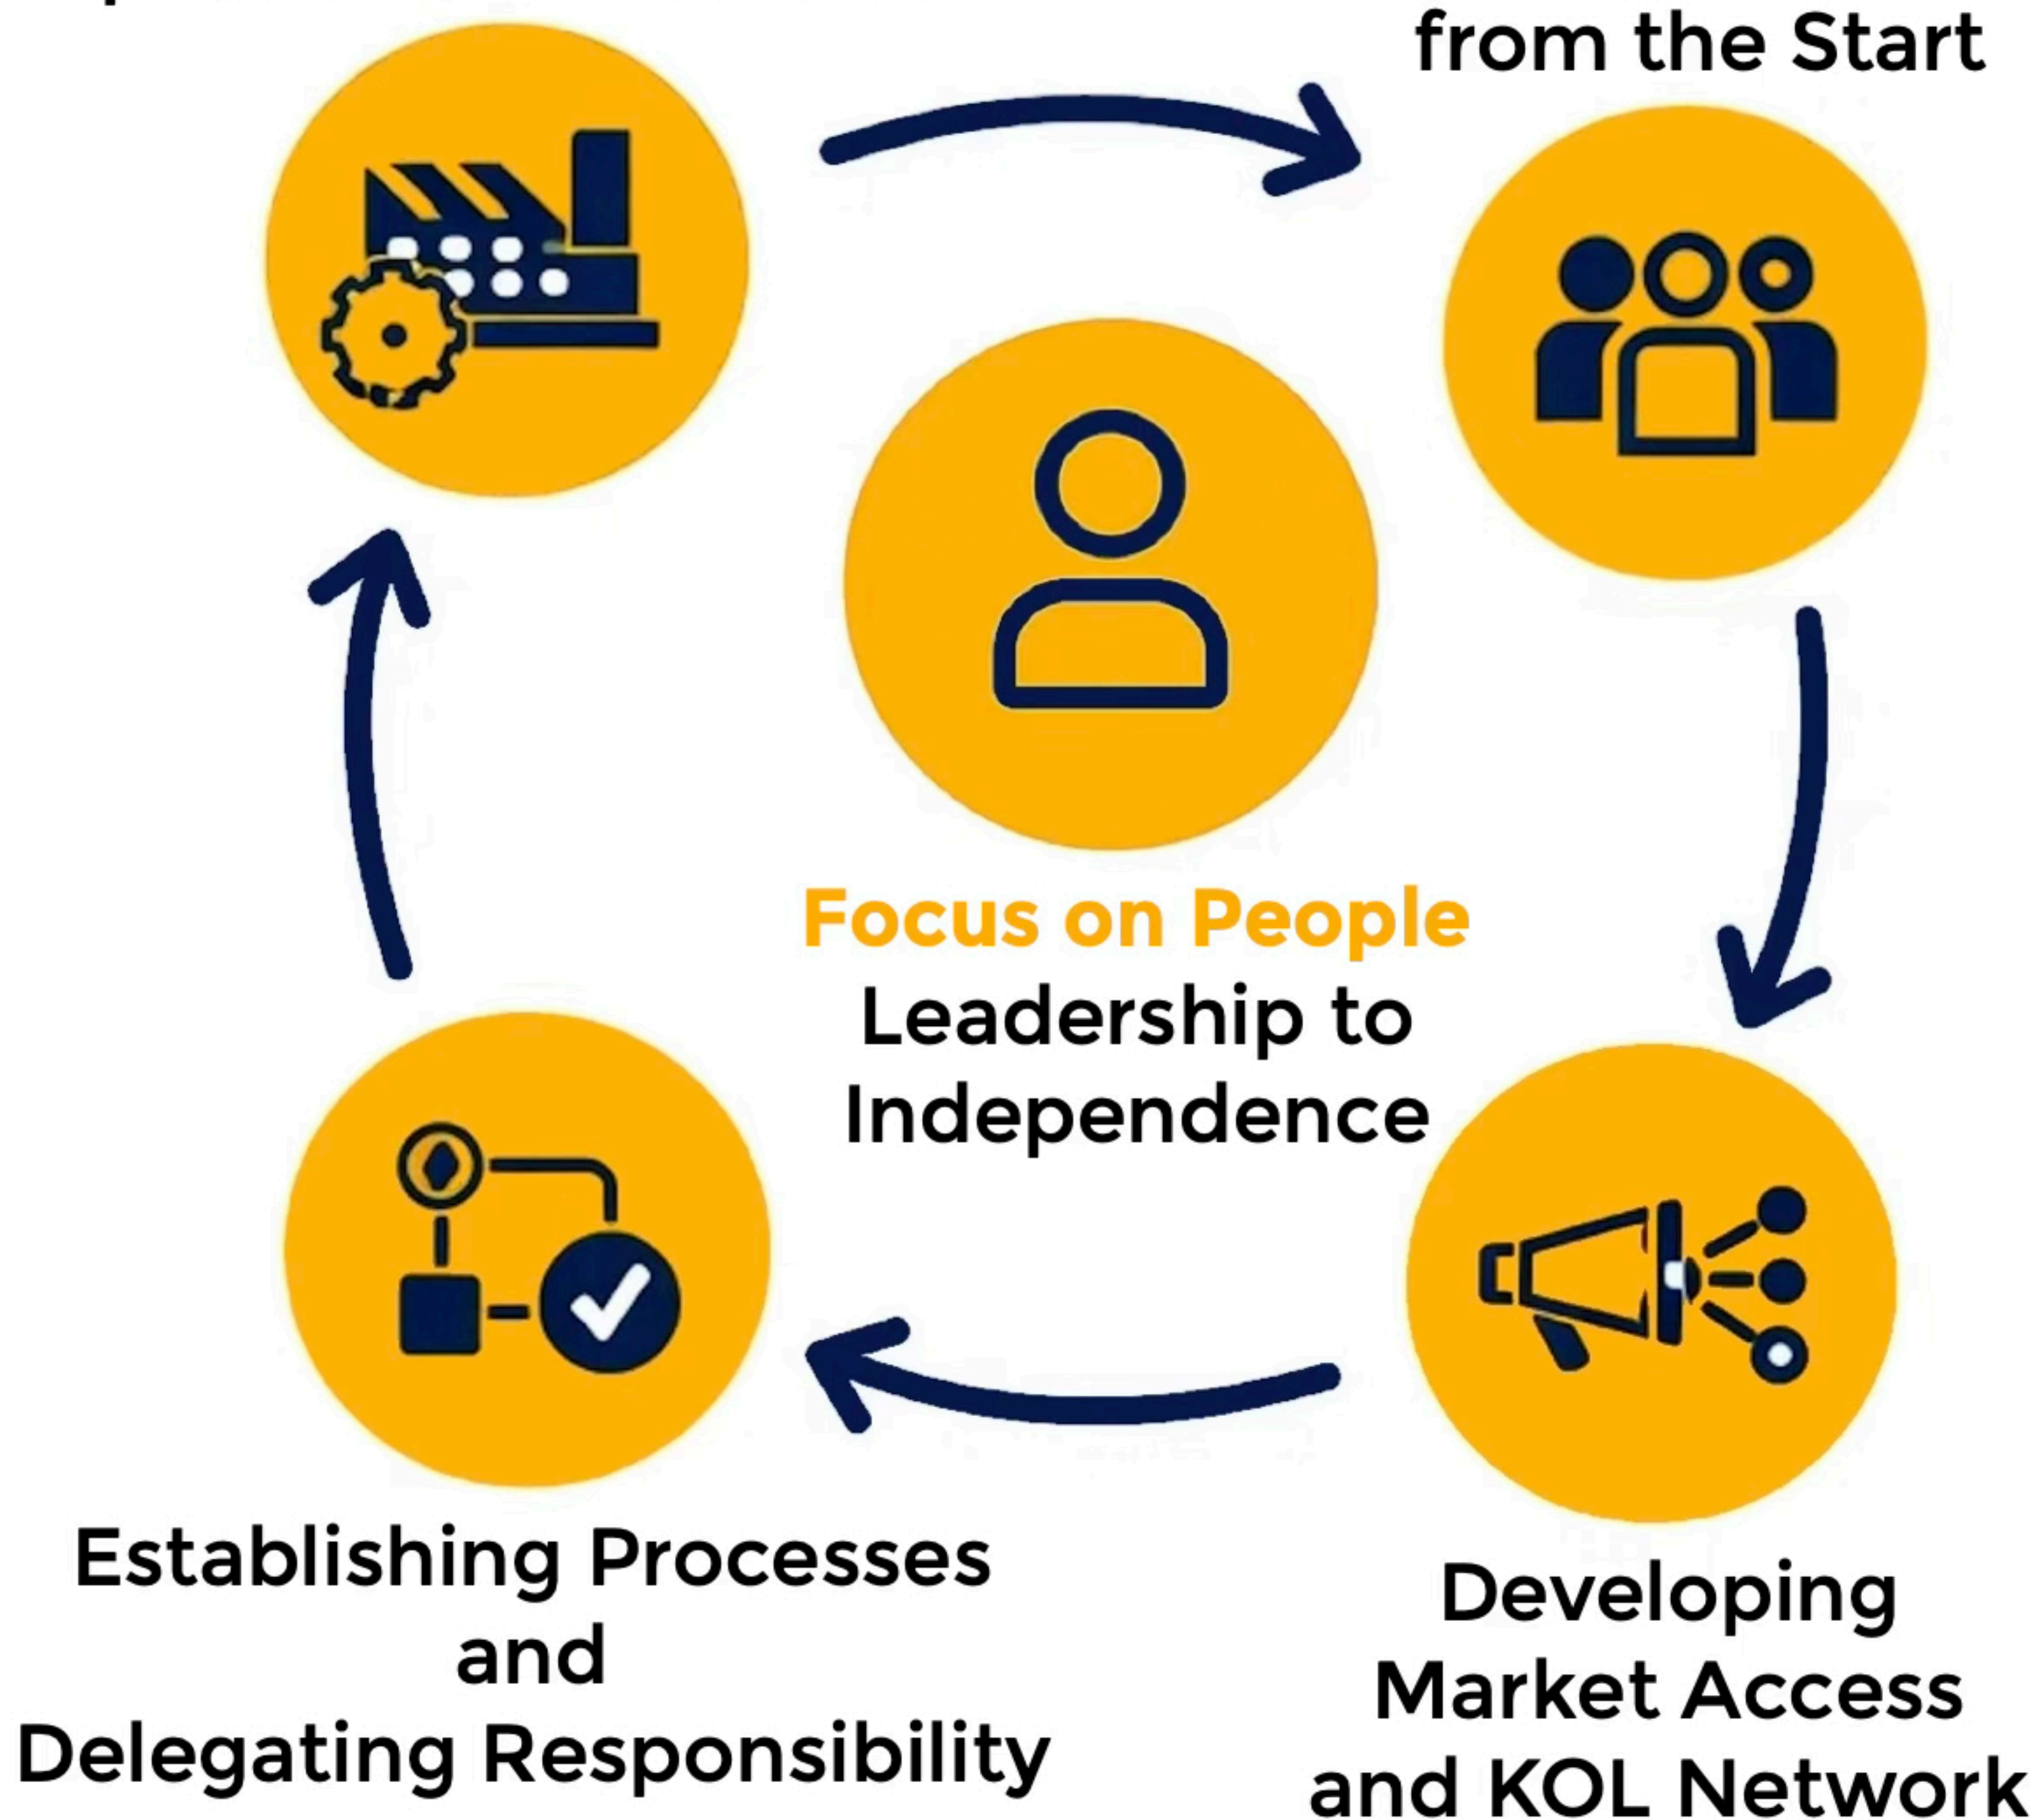 from the Start
Focus on People
Leadership to
Independence
Establishing Processes
and
Delegating Responsibility
Developing
Market Access
and KOL Network